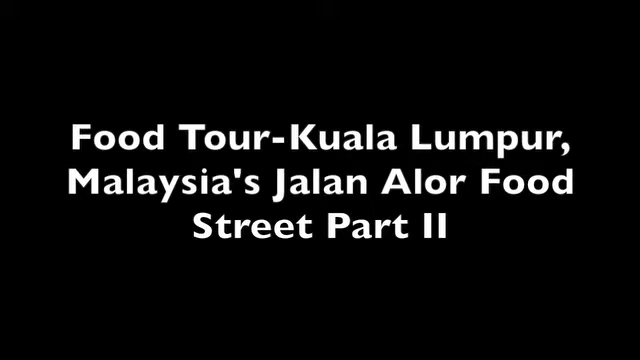 Food Tour-Kuala Lumpur,
Malaysia's Jalan Alor Food
Street Part II